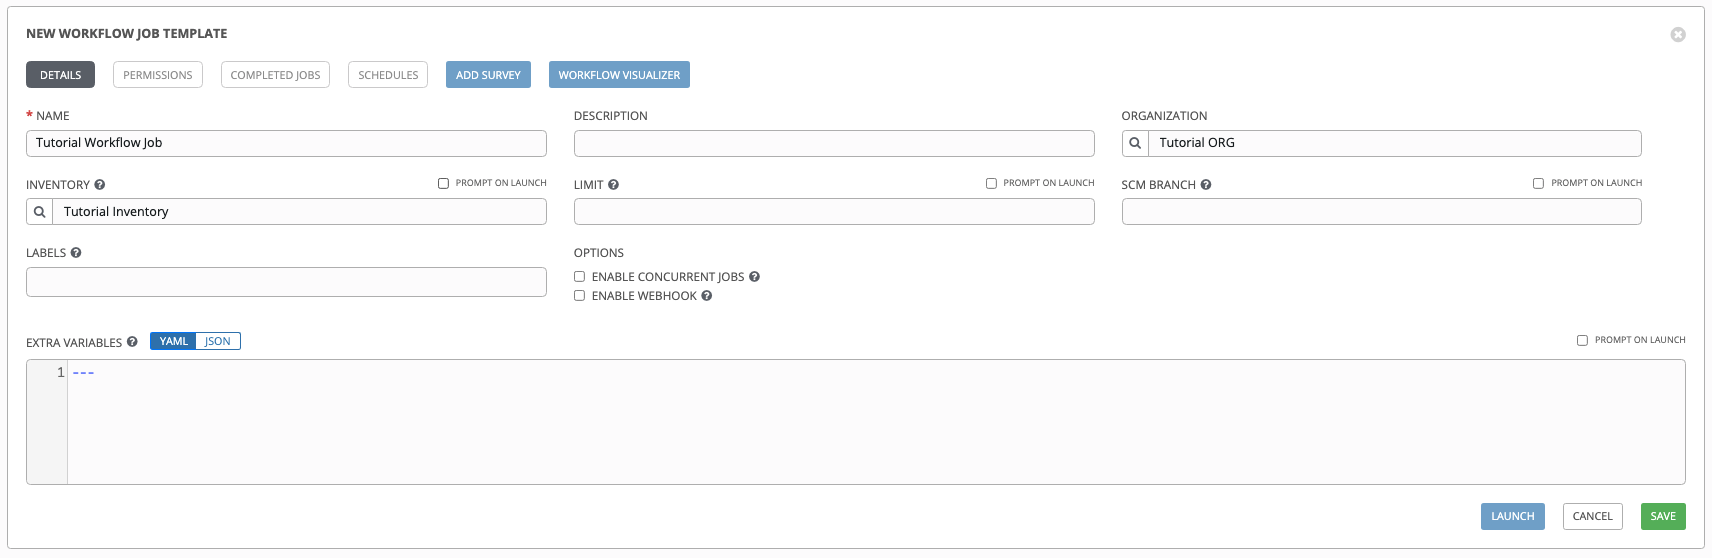 NEW WORKFLOW JOB TEMPLATE
DETAILS PERMISSIONS COMPLETED JOBS SCHEDULES ADD SURVEY WORKFLOW VISUALIZER
* NAME DESCRIPTION ORGANIZATION
Tutorial Workflow Job Tutorial ORG
INVENTORY PROMPT ON LAUNCH LIMIT PROMPT ON LAUNCH SCM BRANCH PROMPT ON LAUNCH
Tutorial Inventory
LABELS OPTIONS
ENABLE CONCURRENT JOBS
ENABLE WEBHOOK
EXTRA VARIABLES YAML JSON PROMPT ON LAUNCH
1 ---
LAUNCH CANCEL SAVE